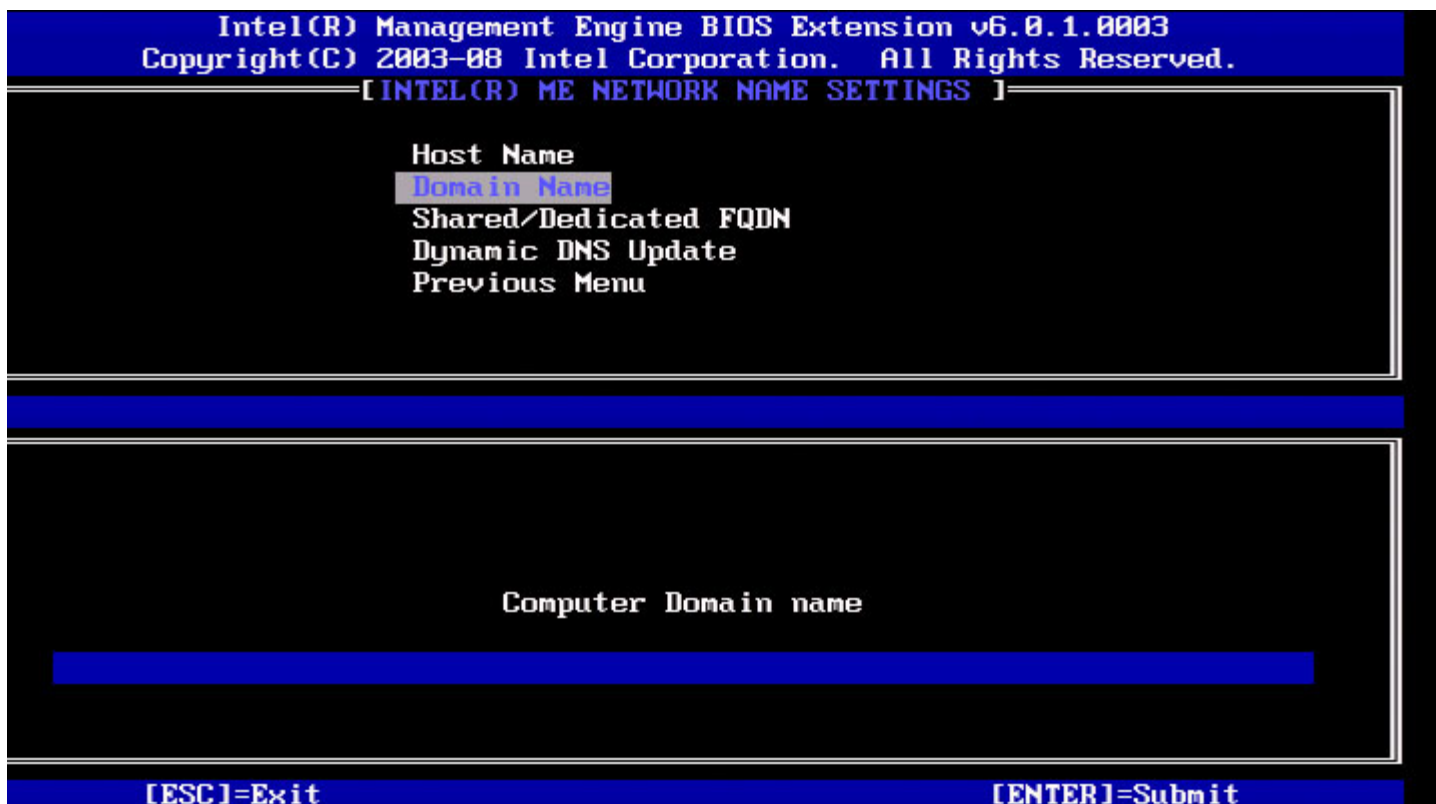 Intel(R) Management Engine BIOS Extension v6.0.1.0003
Copyright(C) 2003-08 Intel Corporation. All Rights Reserved.
[INTEL(R) ME NETWORK NAME SETTINGS ]
Host Name
Domain Name
Shared/Dedicated FQDN
Dynamic DNS Update
Previous Menu
Computer Domain name
[ESC]=Exit [ENTER]=Submit